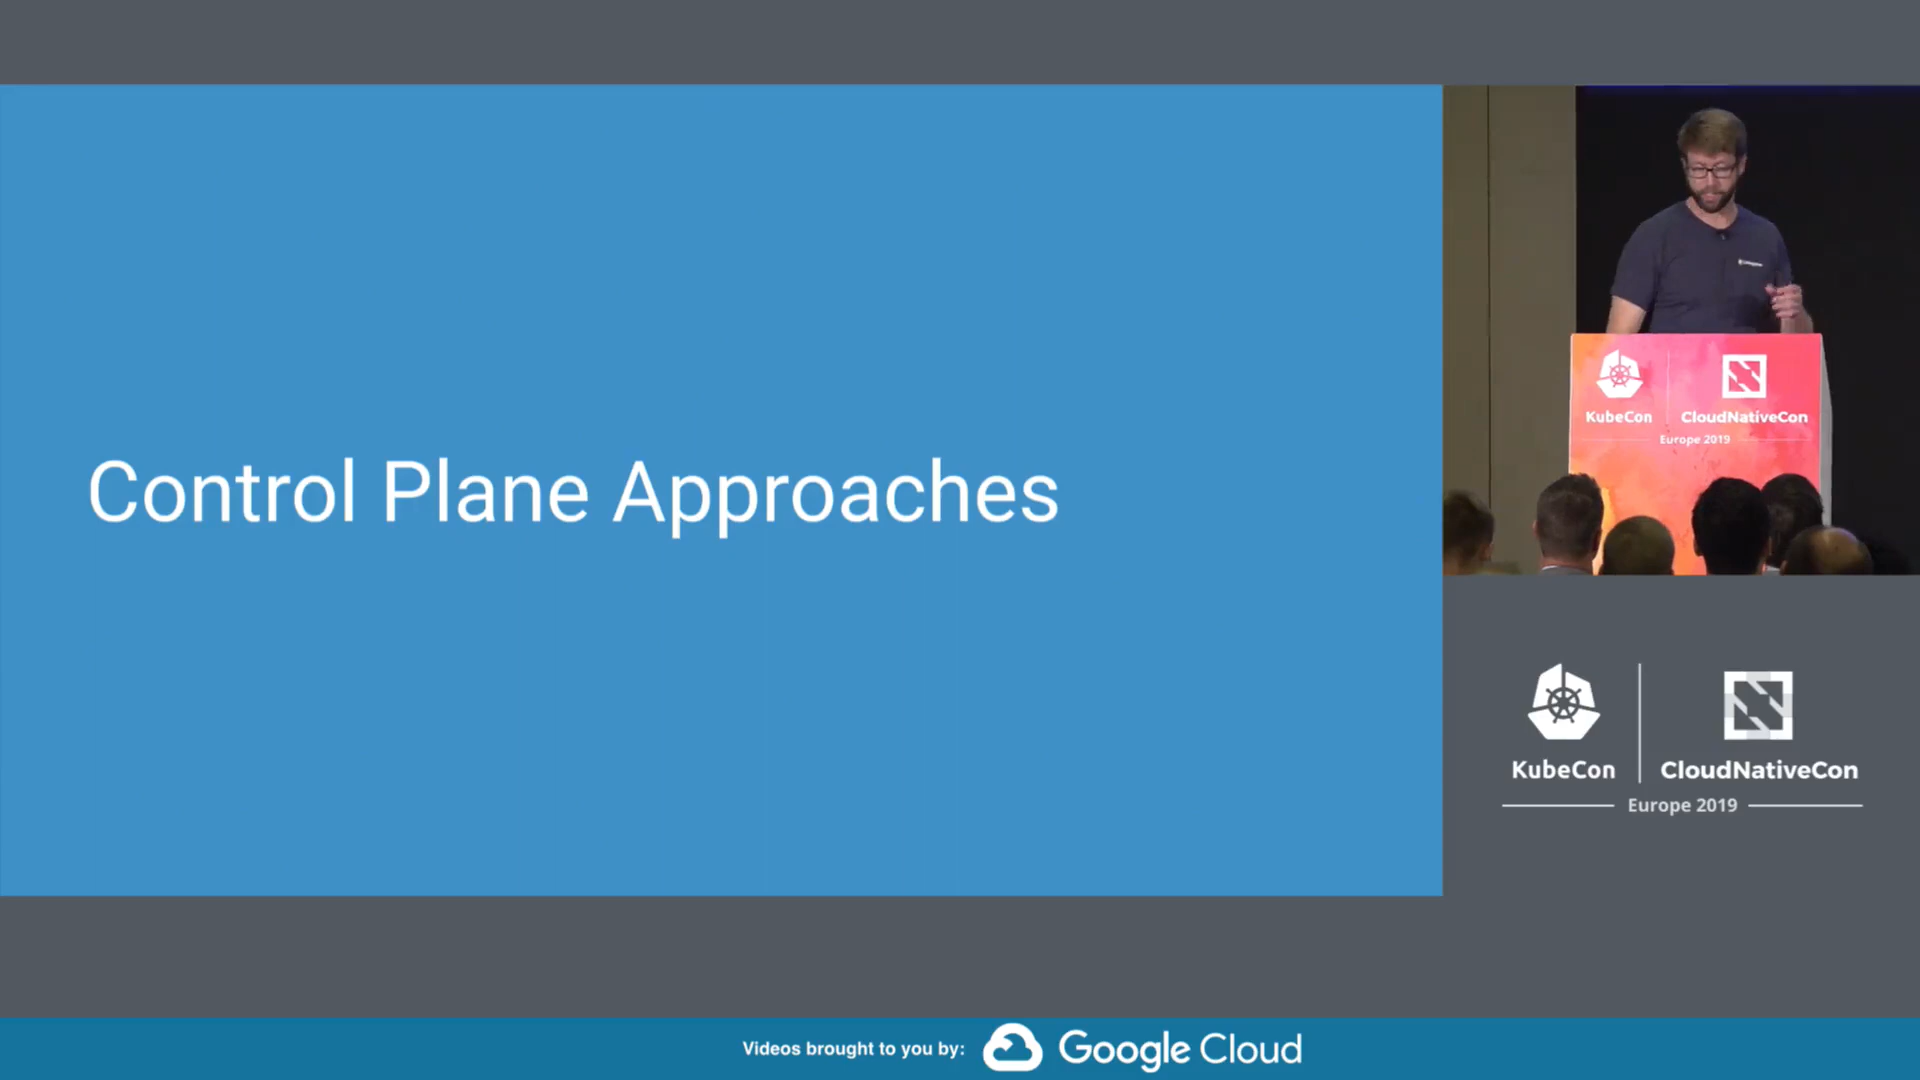 Control Plane Approaches
KubeCon
CloudNativeCon
Europe 2019
KubeCon
CloudNativeCon
Europe 2019
Videos brought to you by:
Google Cloud